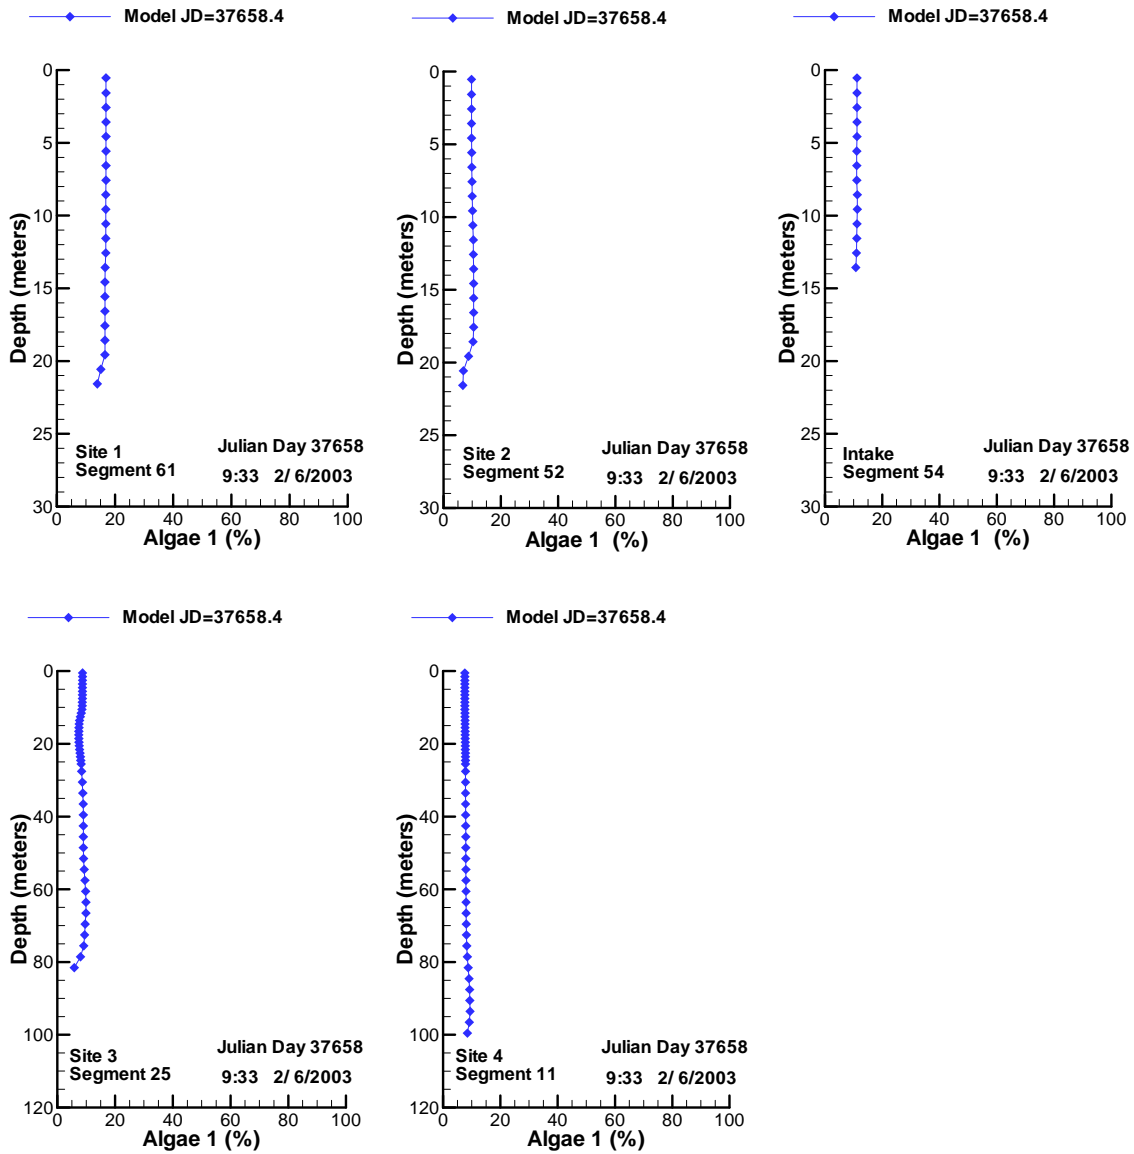 Model JD=37658.4
0
5
10
15
20
25
30
Depth (meters)
Site 1
Segment 61
Julian Day 37658
9:33 2/ 6/2003
0 20 40 60 80 100
Algae 1 (%)
Model JD=37658.4
0
5
10
15
20
25
30
Depth (meters)
Site 2
Segment 52
Julian Day 37658
9:33 2/ 6/2003
0 20 40 60 80 100
Algae 1 (%)
Model JD=37658.4
0
5
10
15
20
25
30
Depth (meters)
Intake
Segment 54
Julian Day 37658
9:33 2/ 6/2003
0 20 40 60 80 100
Algae 1 (%)
Model JD=37658.4
0
20
40
60
80
100
120
Depth (meters)
Site 3
Segment 25
Julian Day 37658
9:33 2/ 6/2003
0 20 40 60 80 100
Algae 1 (%)
Model JD=37658.4
0
20
40
60
80
100
120
Depth (meters)
Site 4
Segment 11
Julian Day 37658
9:33 2/ 6/2003
0 20 40 60 80 100
Algae 1 (%)